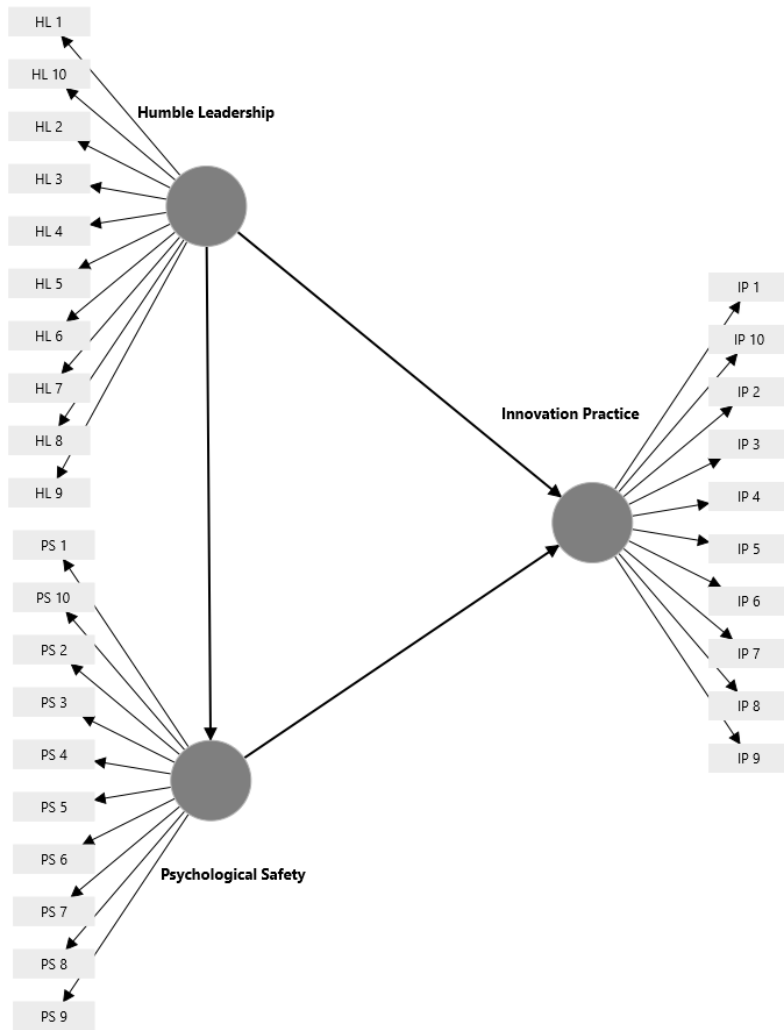 HL 1
HL 10
Humble Leadership
HL 2
HL 3
HL 4
HL 5
HL 6
HL 7
HL 8
HL 9
IP 1
IP 10
IP 2
Innovation Practice
IP 3
IP 4
IP 5
IP 6
IP 7
IP 8
IP 9
PS 1
PS 10
PS 2
PS 3
PS 4
PS 5
PS 6
Psychological Safety
PS 7
PS 8
PS 9